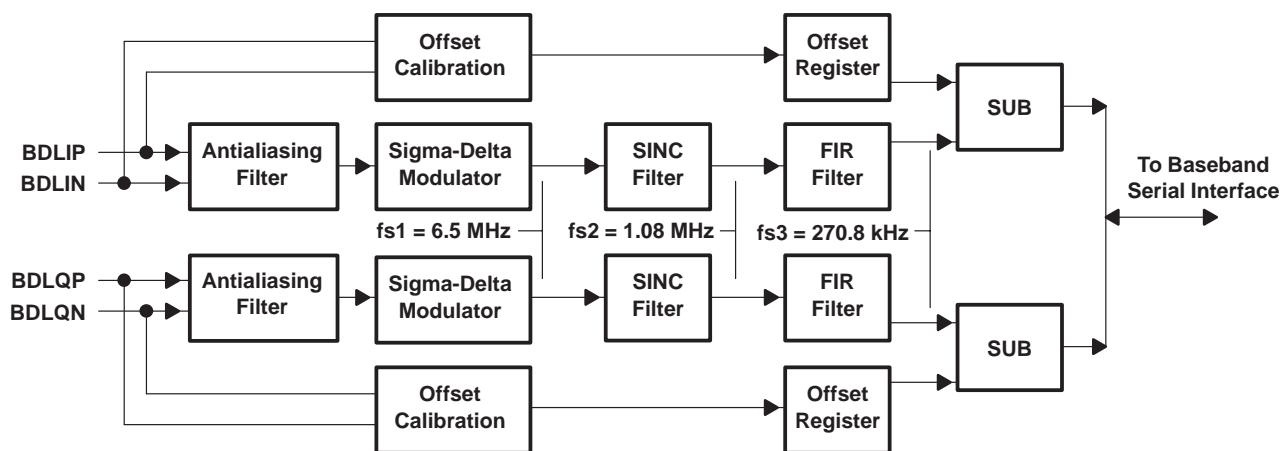 Offset
Calibration
Offset
Register
SUB
BDLIP
BDLIN
Antialiasing
Filter
Sigma-Delta
Modulator
SINC
Filter
FIR
Filter
To Baseband
Serial Interface
fs1 = 6.5 MHz
fs2 = 1.08 MHz
fs3 = 270.8 kHz
BDLQP
BDLQN
Antialiasing
Filter
Sigma-Delta
Modulator
SINC
Filter
FIR
Filter
SUB
Offset
Calibration
Offset
Register